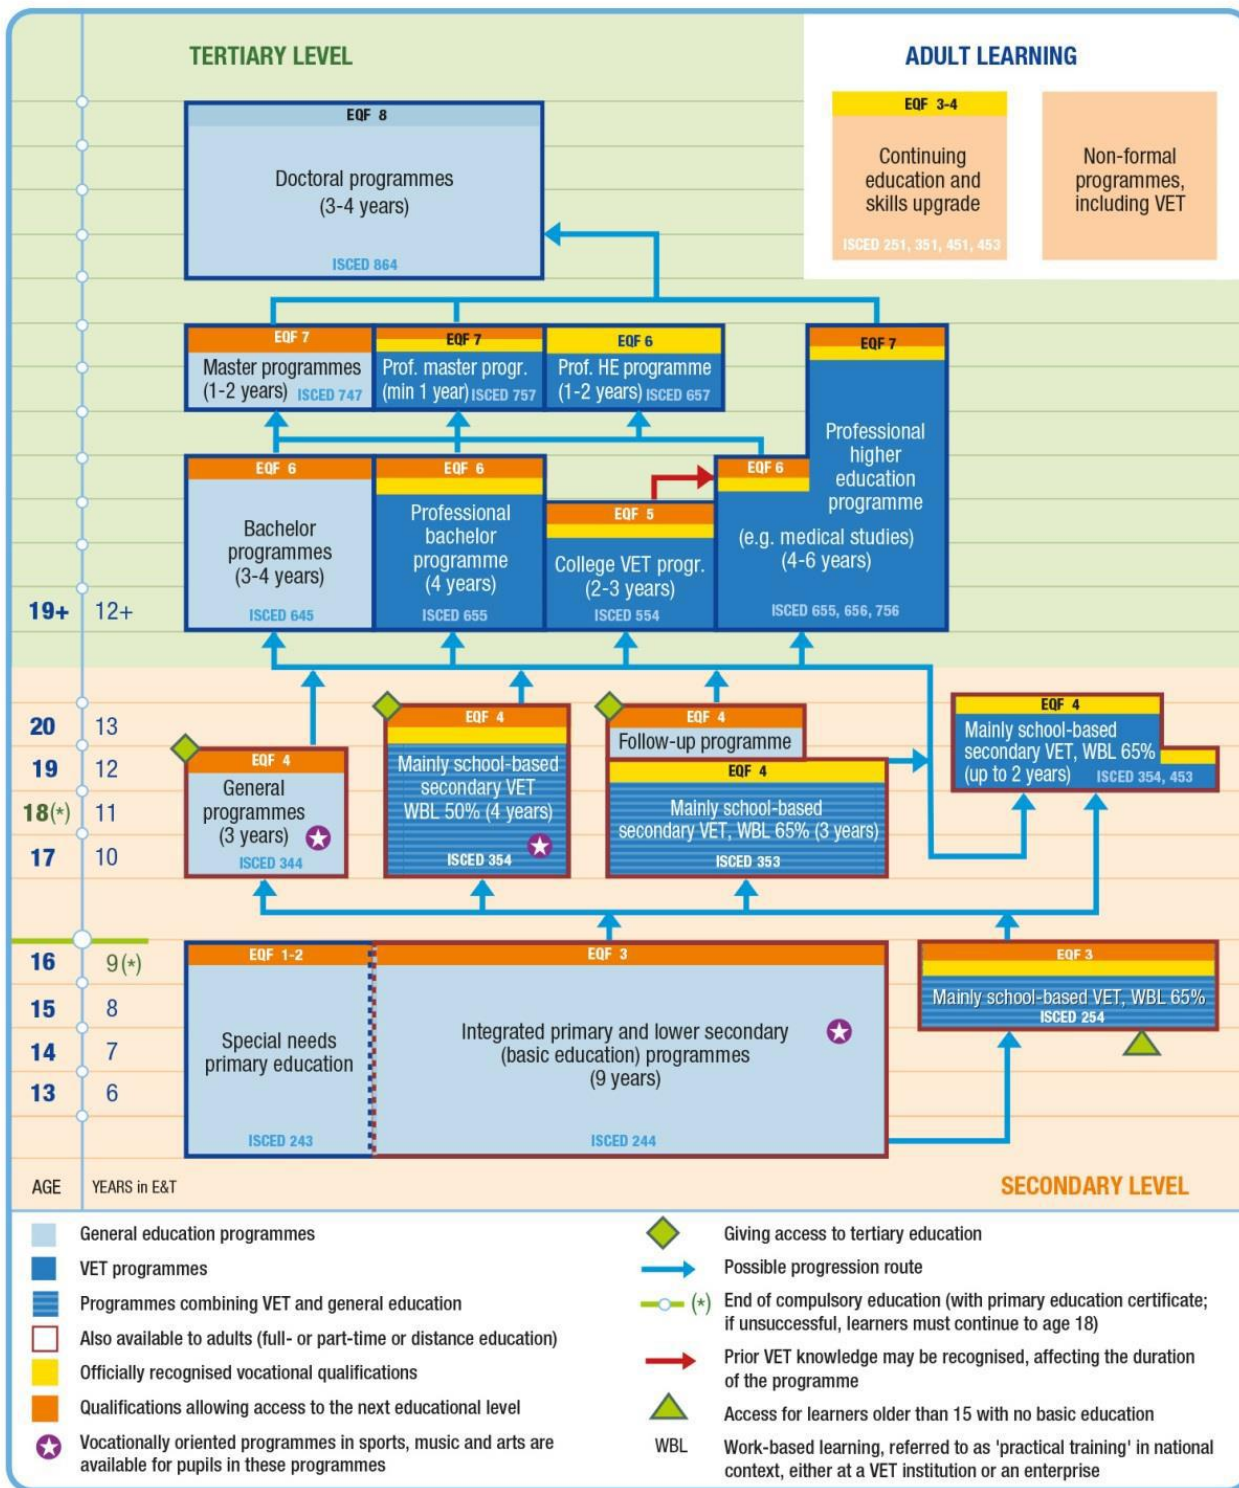 TERTIARY LEVEL
ADULT LEARNING
EQF 8
Doctoral programmes
(3-4 years)
ISCED 864
EQF 3-4
Continuing
education and
skills upgrade
ISCED 251, 351, 451, 453
Non-formal
programmes,
including VET
EQF 7
Master programmes
(1-2 years) ISCED 747
EQF 7
Prof. master progr.
(min 1 year) ISCED 757
EQF 6
Prof. HE programme
(1-2 years) ISCED 657
EQF 7
Professional
higher
education
programme
EQF 6
(e.g. medical studies)
(4-6 years)
ISCED 655, 656, 756
EQF 6
Bachelor
programmes
(3-4 years)
ISCED 645
EQF 6
Professional
bachelor
programme
(4 years)
ISCED 655
EQF 5
College VET progr.
(2-3 years)
ISCED 554
19+ 12+
20 13
19 12
18(*) 11
17 10
EQF 4
General
programmes
(3 years)
ISCED 344
EQF 4
Mainly school-based
secondary VET
WBL 50% (4 years)
ISCED 354
EQF 4
Follow-up programme
EQF 4
Mainly school-based
secondary VET, WBL 65% (3 years)
ISCED 353
EQF 4
Mainly school-based
secondary VET, WBL 65%
(up to 2 years) ISCED 354, 453
16 9(*)
15 8
14 7
13 6
EQF 1-2
Special needs
primary education
ISCED 243
EQF 3
Integrated primary and lower secondary
(basic education) programmes
(9 years)
ISCED 244
EQF 3
Mainly school-based VET, WBL 65%
ISCED 254
AGE YEARS in E&T
SECONDARY LEVEL
General education programmes
VET programmes
Programmes combining VET and general education
Also available to adults (full- or part-time or distance education)
Officially recognised vocational qualifications
Qualifications allowing access to the next educational level
Vocationally oriented programmes in sports, music and arts are
available for pupils in these programmes
Giving access to tertiary education
Possible progression route
(*) End of compulsory education (with primary education certificate;
if unsuccessful, learners must continue to age 18)
Prior VET knowledge may be recognised, affecting the duration
of the programme
Access for learners older than 15 with no basic education
WBL Work-based learning, referred to as 'practical training' in national
context, either at a VET institution or an enterprise